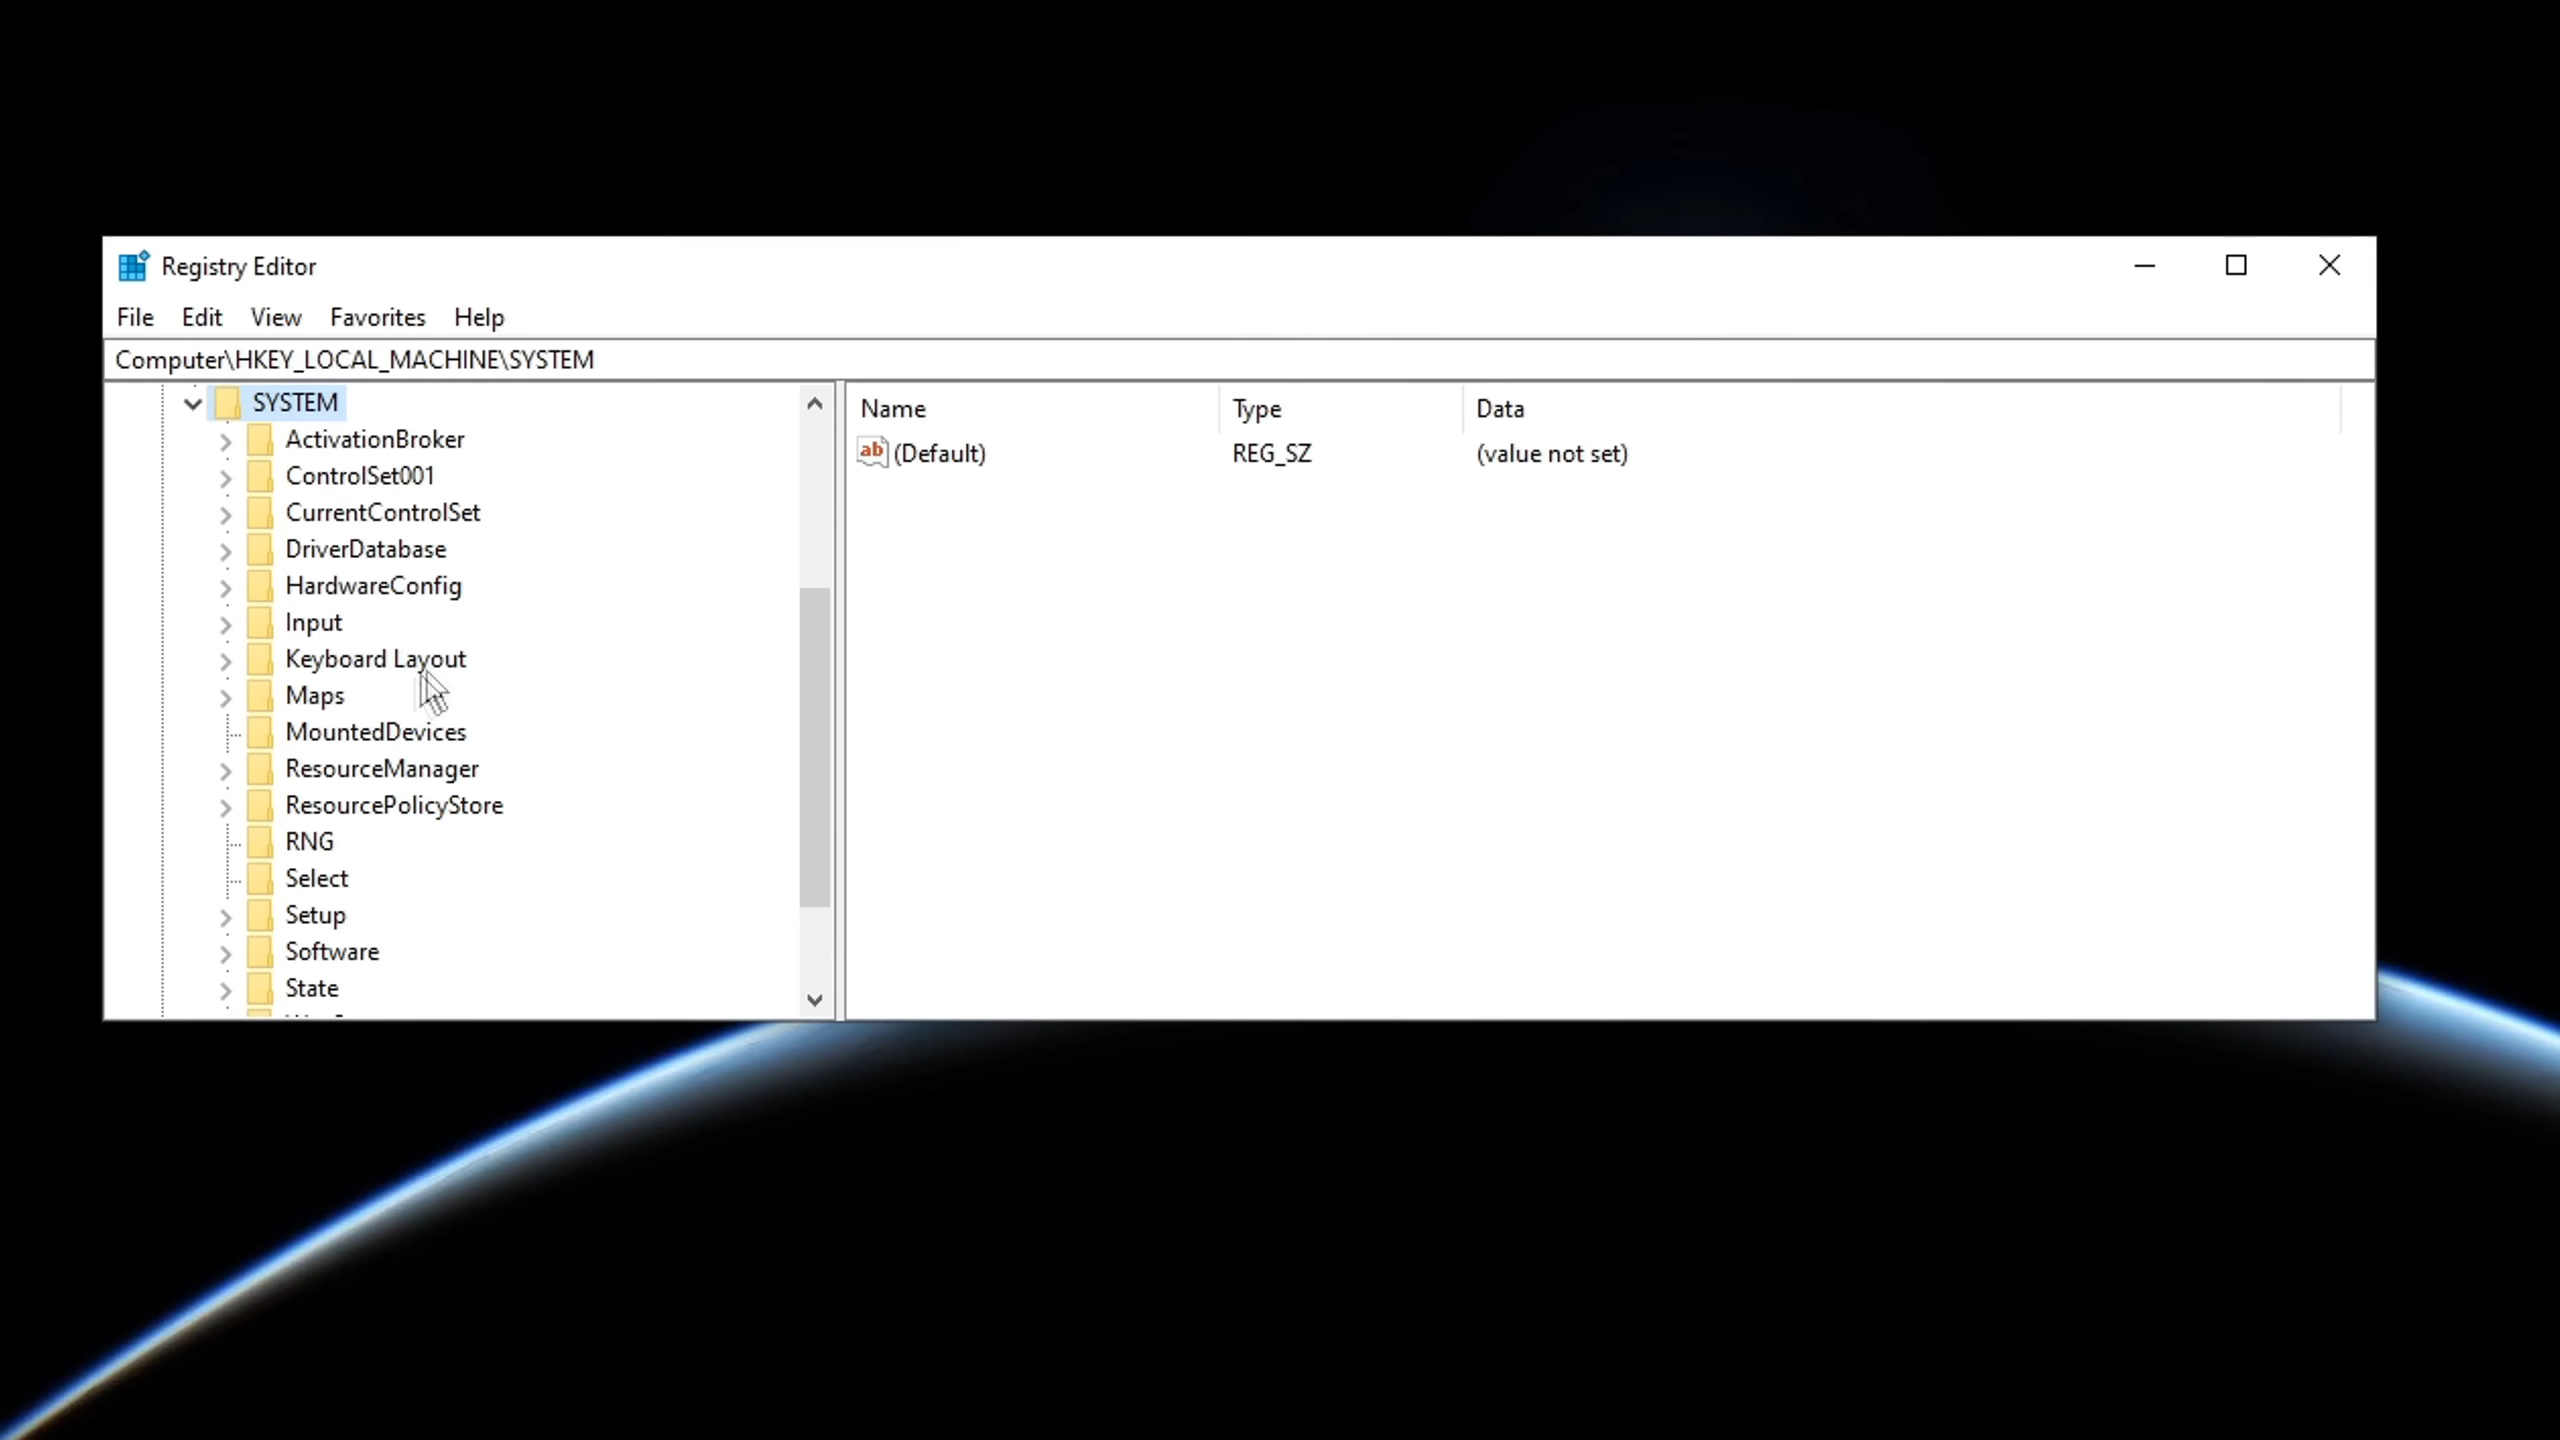 Registry Editor
File Edit View Favorites Help
Computer\HKEY_LOCAL_MACHINE\SYSTEM
SYSTEM
ActivationBroker
ControlSet001
CurrentControlSet
DriverDatabase
HardwareConfig
Input
Keyboard Layout
Maps
MountedDevices
ResourceManager
ResourcePolicyStore
RNG
Select
Setup
Software
State
Name Type Data
ab (Default) REG_SZ (value not set)